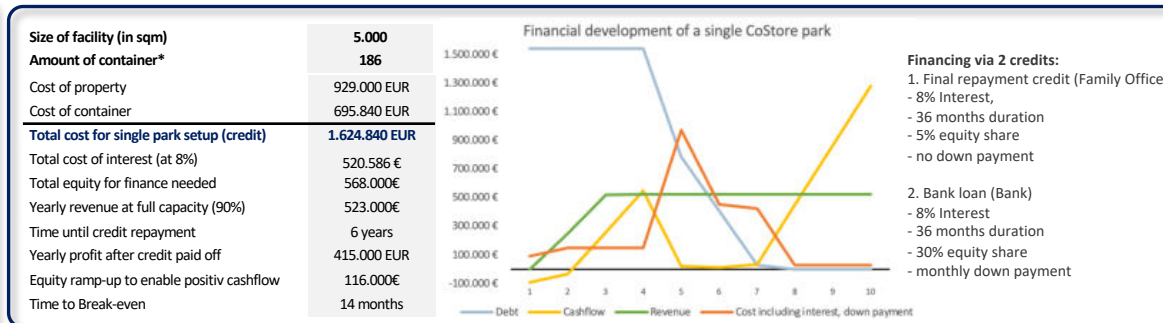 Size of facility (in sqm) 5.000
Amount of container* 186
Cost of property 929.000 EUR
Cost of container 695.840 EUR
Total cost for single park setup (credit) 1.624.840 EUR
Total cost of interest (at 8%) 520.586 €
Total equity for finance needed 568.000€
Yearly revenue at full capacity (90%) 523.000€
Time until credit repayment 6 years
Yearly profit after credit paid off 415.000 EUR
Equity ramp-up to enable positiv cashflow 116.000€
Time to Break-even 14 months
Financial development of a single CoStore park
1.500.000 €
1.300.000 €
1.100.000 €
900.000 €
700.000 €
500.000 €
300.000 €
100.000 €
-100.000 €
1 2 3 4 5 6 7 8 9 10
Debt Cashflow Revenue Cost including interest, down payment
Financing via 2 credits:
1. Final repayment credit (Family Office
- 8% Interest,
- 36 months duration
- 5% equity share
- no down payment
2. Bank loan (Bank)
- 8% Interest
- 36 months duration
- 30% equity share
- monthly down payment